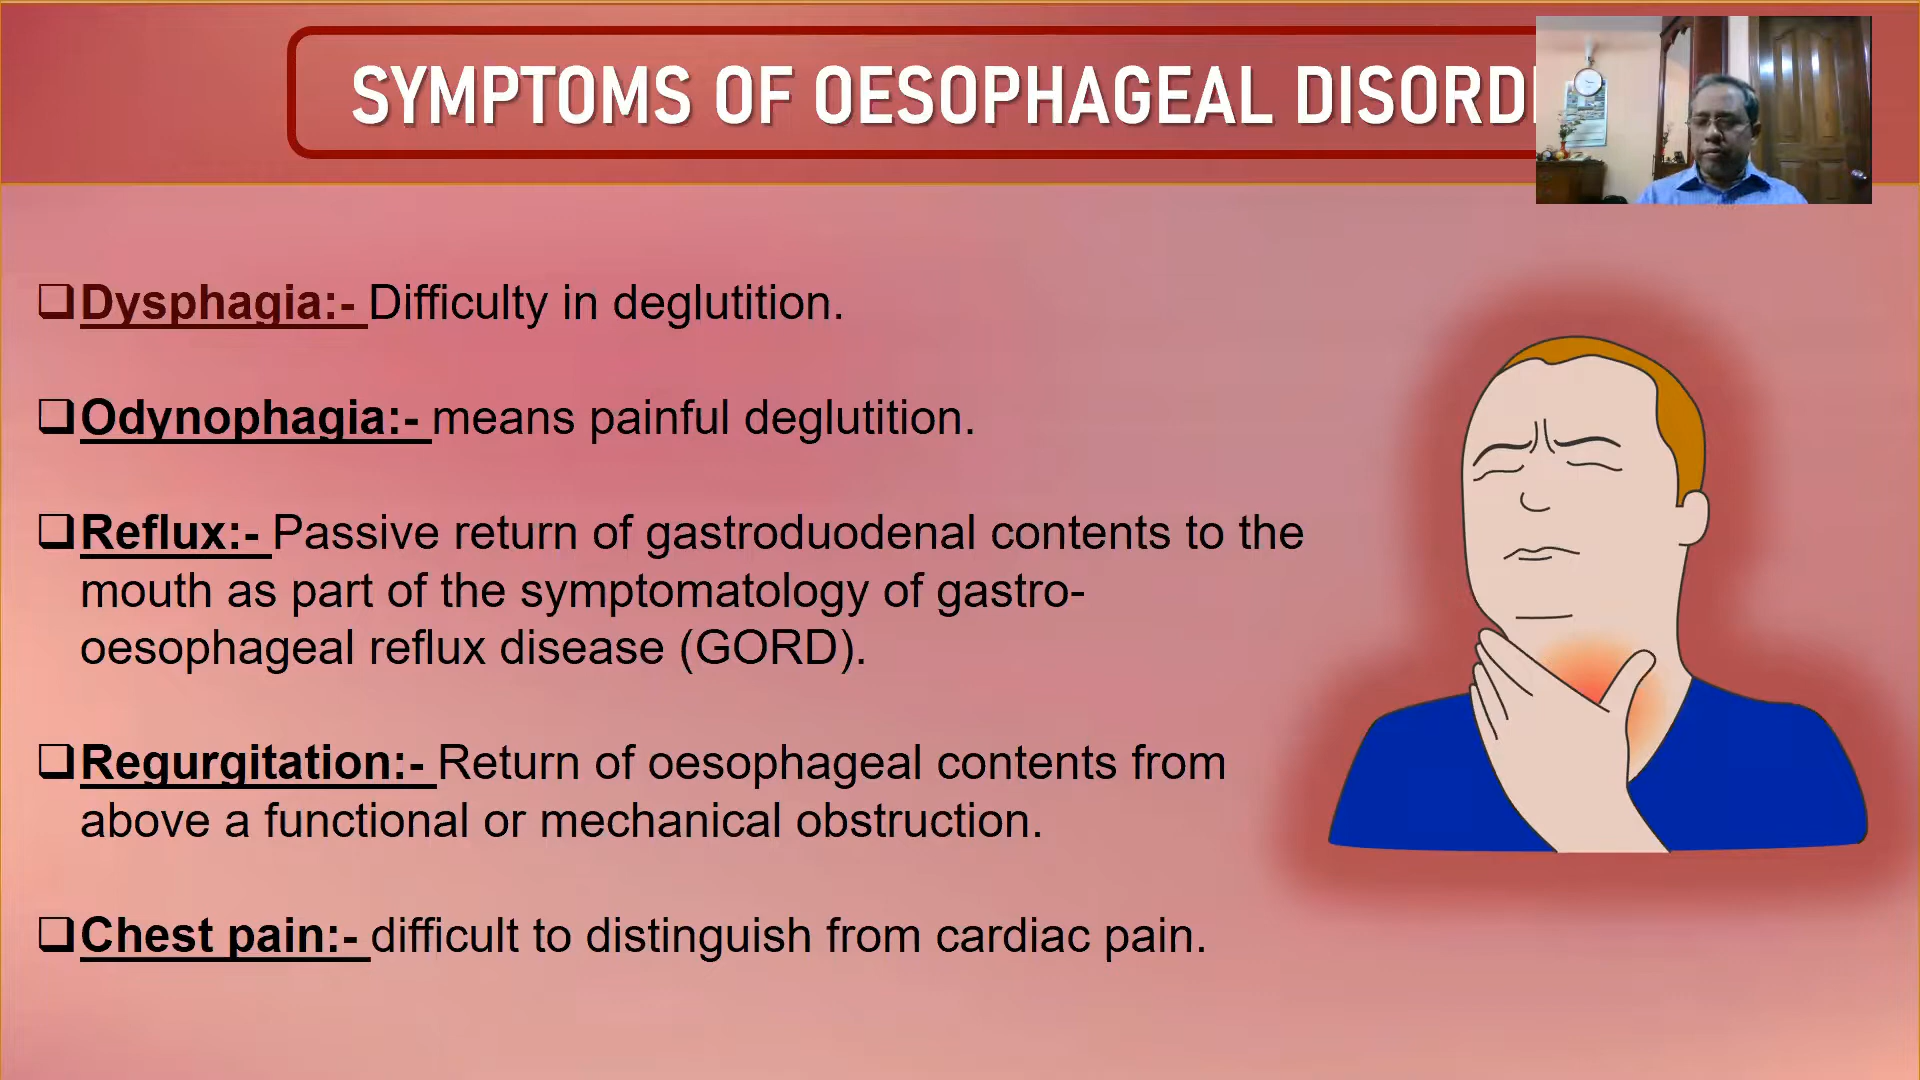 SYMPTOMS OF OESOPHAGEAL
❑Dysphagia:- Difficulty in deglutition.
❑Odynophagia:- means painful deglutition.
❑Reflux:- Passive return of gastroduodenal contents to the
mouth as part of the symptomatology of gastro-
oesophageal reflux disease (GORD).
❑Regurgitation:- Return of oesophageal contents from
above a functional or mechanical obstruction.
❑Chest pain:- difficult to distinguish from cardiac pain.